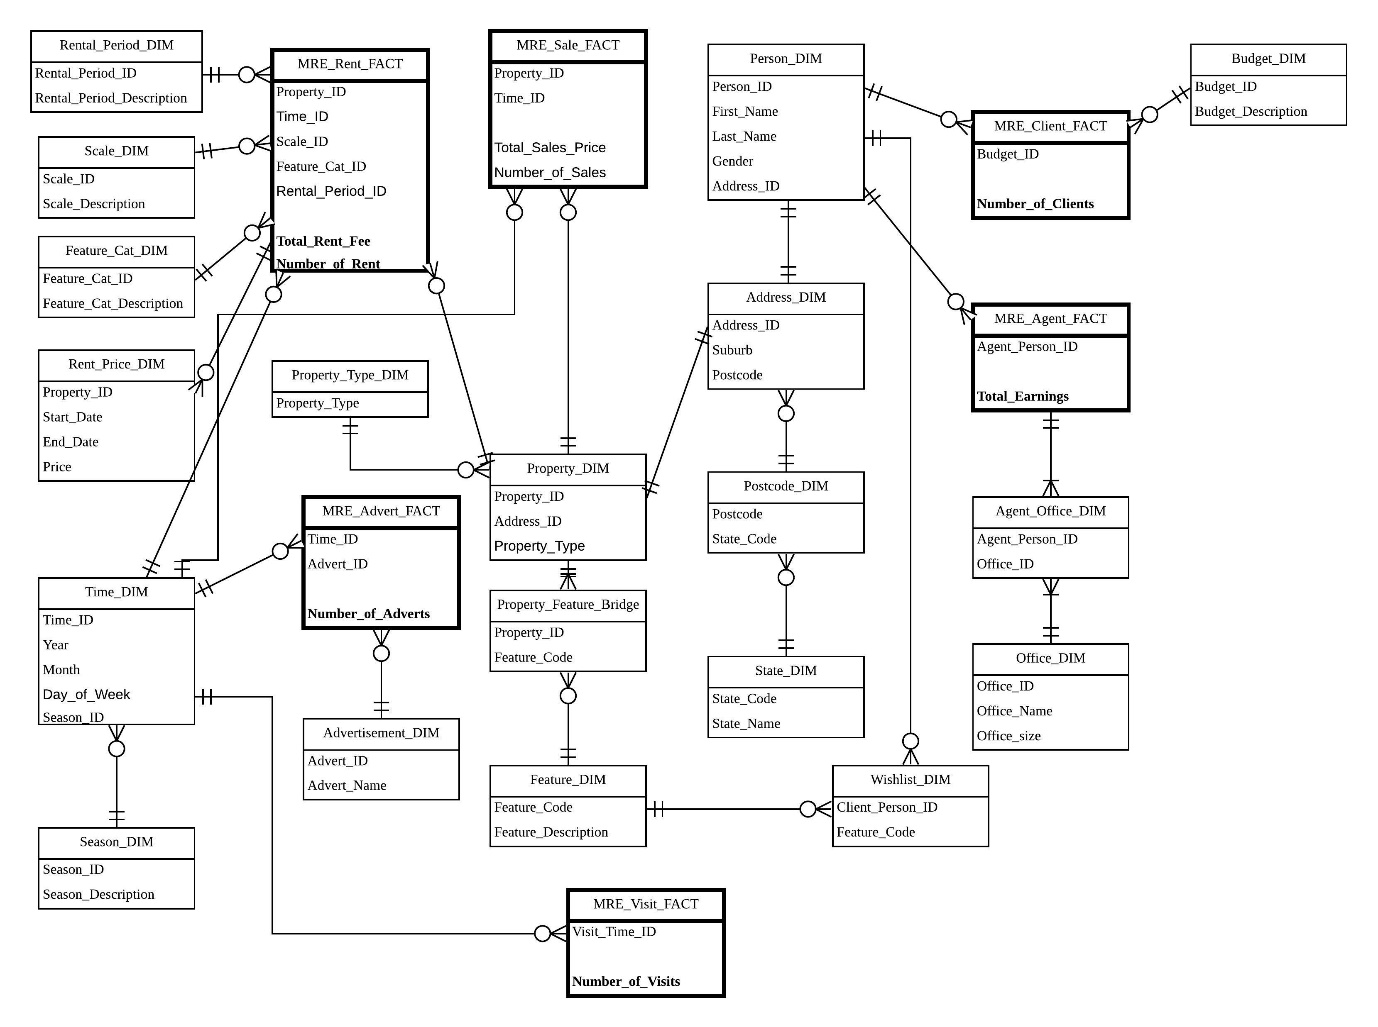 Rental_Period_DIM
Rental_Period_ID
Rental_Period_Description
MRE_Rent_FACT
Property_ID
Time_ID
Scale_ID
Feature_Cat_ID
Rental_Period_ID
Total_Rent_Fee
Number_of_Rent
MRE_Sale_FACT
Property_ID
Time_ID
Total_Sales_Price
Number_of_Sales
Person_DIM
Person_ID
First_Name
Last_Name
Gender
Address_ID
MRE_Client_FACT
Budget_ID
Number_of_Clients
Budget_DIM
Budget_ID
Budget_Description
Scale_DIM
Scale_ID
Scale_Description
Feature_Cat_DIM
Feature_Cat_ID
Feature_Cat_Description
Rent_Price_DIM
Property_ID
Start_Date
End_Date
Price
Property_Type_DIM
Property_Type
Address_DIM
Address_ID
Suburb
Postcode
MRE_Agent_FACT
Agent_Person_ID
Total_Earnings
Property_DIM
Property_ID
Address_ID
Property_Type
Postcode_DIM
Postcode
State_Code
MRE_Advert_FACT
Time_ID
Advert_ID
Number_of_Adverts
Agent_Office_DIM
Agent_Person_ID
Office_ID
Time_DIM
Time_ID
Year
Month
Day_of_Week
Season_ID
Property_Feature_Bridge
Property_ID
Feature_Code
State_DIM
State_Code
State_Name
Office_DIM
Office_ID
Office_Name
Office_size
Advertisement_DIM
Advert_ID
Advert_Name
Feature_DIM
Feature_Code
Feature_Description
Wishlist_DIM
Client_Person_ID
Feature_Code
Season_DIM
Season_ID
Season_Description
MRE_Visit_FACT
Visit_Time_ID
Number_of_Visits